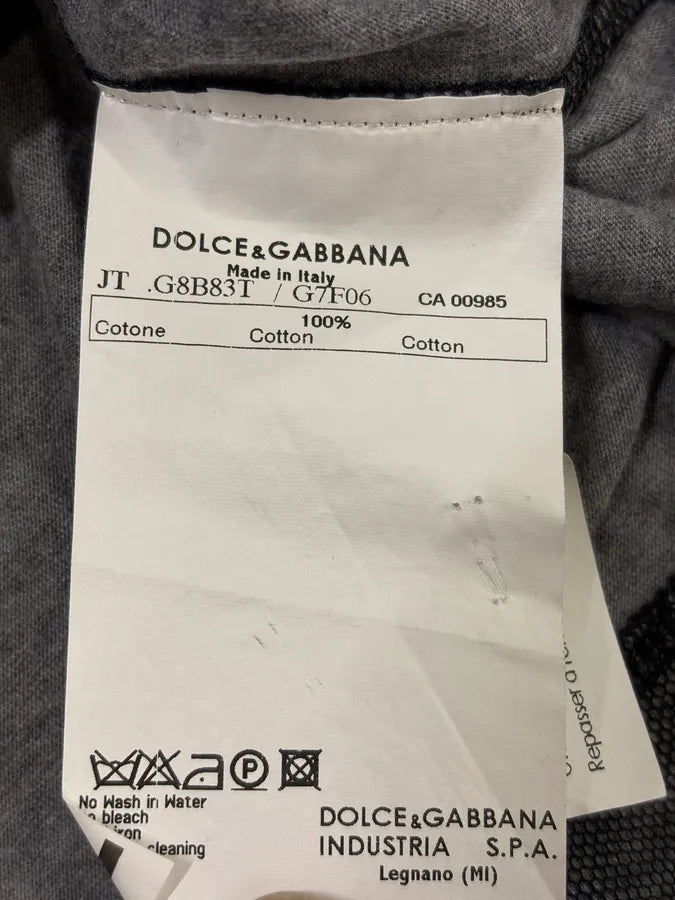 DOLCE&GABBANA
Made in Italy
JT .G8B83T / G7F06 CA 00985
100%
Cotone Cotton Cotton
P
No Wash in Water
bleach
iron
cleaning
DOLCE&GABBANA
INDUSTRIA S.P.A.
Legnano (MI)
Repasser